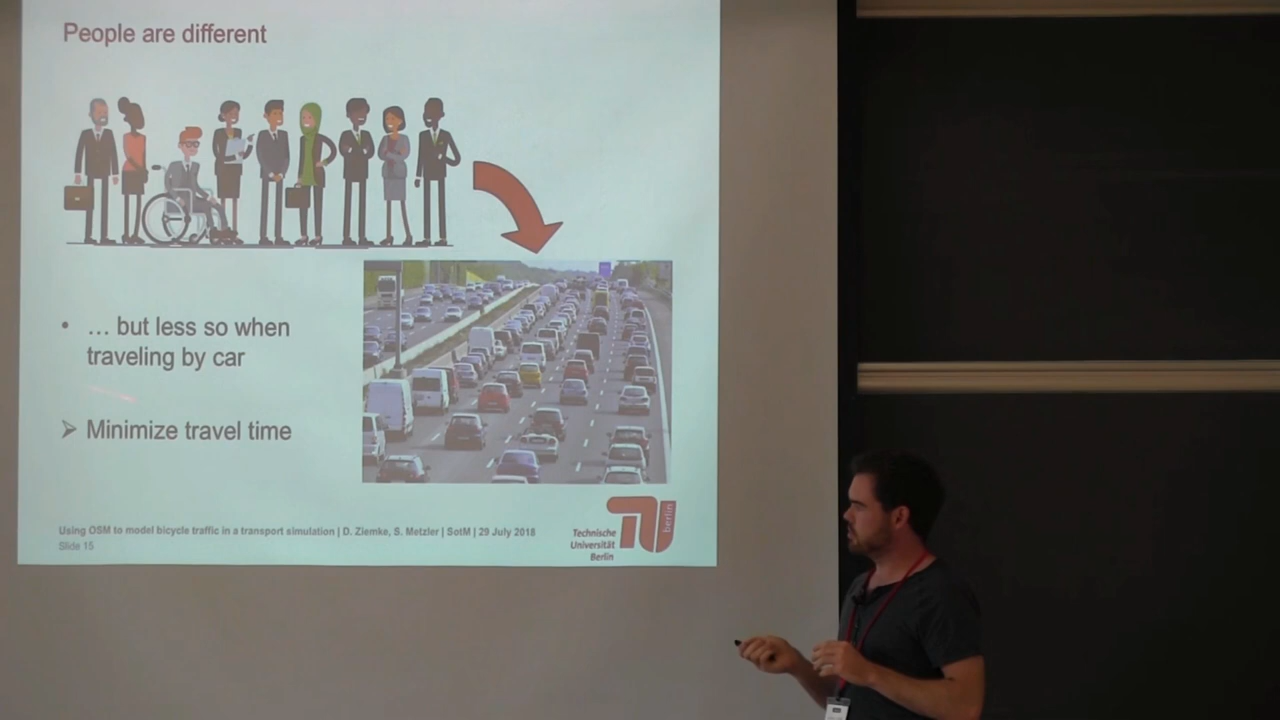 People are different
• … but less so when
traveling by car
➢ Minimize travel time
Using OSM to model bicycle traffic in a transport simulation | D. Ziemke, S. Metzler | SotM | 29 July 2018
Slide 15
Technische
Universität
Berlin
berlin